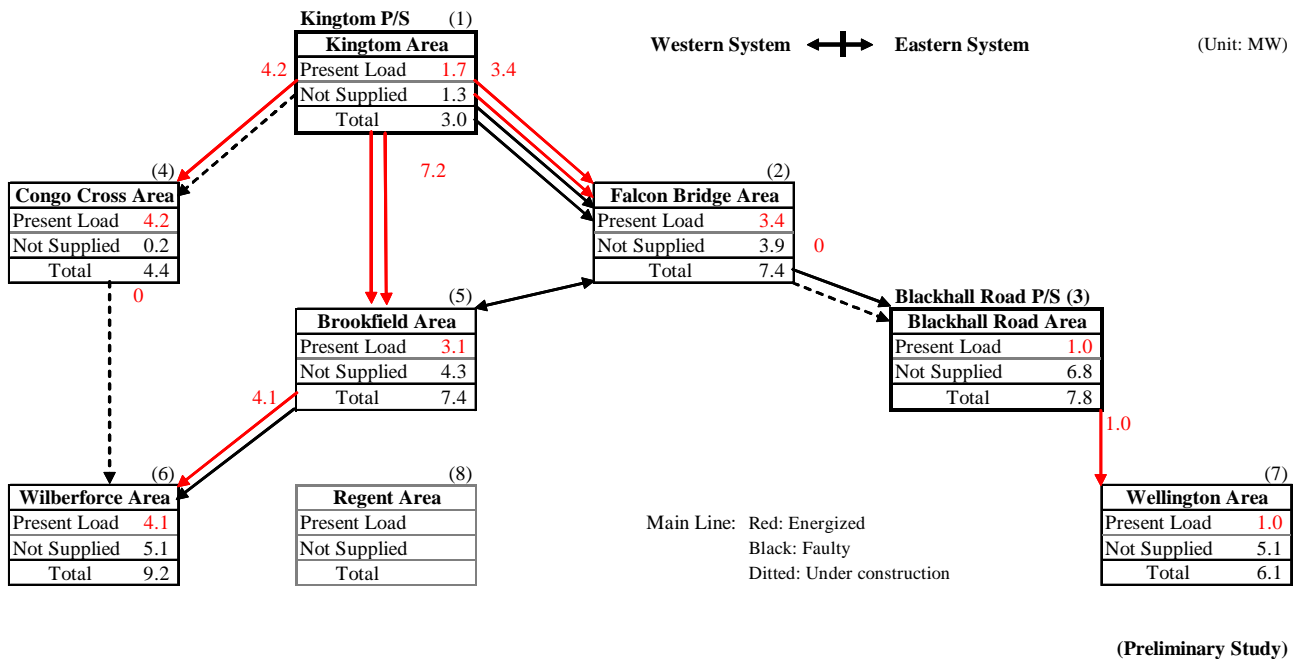 Kingtom P/S (1)
Western System Eastern System (Unit: MW)
Kingtom Area
4.2 Present Load 1.7 3.4
Not Supplied 1.3
Total 3.0
7.2
(4)
Congo Cross Area
Present Load 4.2
Not Supplied 0.2
Total 4.4
0
(2)
Falcon Bridge Area
Present Load 3.4
Not Supplied 3.9 0
Total 7.4
(5)
Brookfield Area
Present Load 3.1
Not Supplied 4.3
4.1 Total 7.4
Blackhall Road P/S (3)
Blackhall Road Area
Present Load 1.0
Not Supplied 6.8
Total 7.8
1.0
(6)
Wilberforce Area
Present Load 4.1
Not Supplied 5.1
Total 9.2
(8)
Regent Area
Present Load
Not Supplied
Total
Main Line: Red: Energized
Black: Faulty
Ditted: Under construction
(7)
Wellington Area
Present Load 1.0
Not Supplied 5.1
Total 6.1
(Preliminary Study)